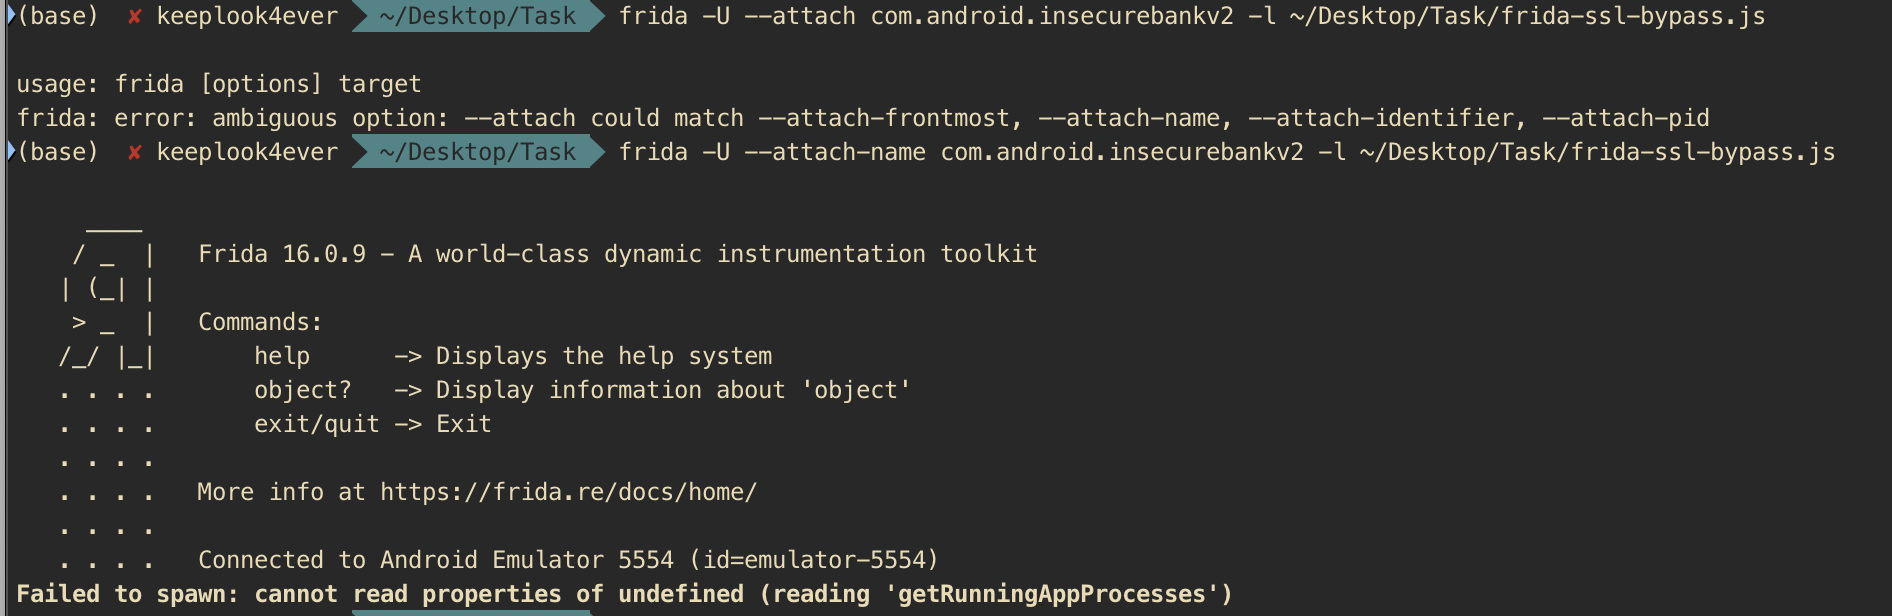 (base) ✘ keeplook4ever ~/Desktop/Task frida -U --attach com.android.insecurebankv2 -l ~/Desktop/Task/frida-ssl-bypass.js
usage: frida [options] target
frida: error: ambiguous option: --attach could match --attach-frontmost, --attach-name, --attach-identifier, --attach-pid
(base) ✘ keeplook4ever ~/Desktop/Task frida -U --attach-name com.android.insecurebankv2 -l ~/Desktop/Task/frida-ssl-bypass.js
     ____
    / _  |   Frida 16.0.9 - A world-class dynamic instrumentation toolkit
   | (_| |
    > _  |   Commands:
   /_/ |_|       help      -> Displays the help system
   . . . .       object?   -> Display information about 'object'
   . . . .       exit/quit -> Exit
   . . . .
   . . . .   More info at https://frida.re/docs/home/
   . . . .
   . . . .   Connected to Android Emulator 5554 (id=emulator-5554)
Failed to spawn: cannot read properties of undefined (reading 'getRunningAppProcesses')